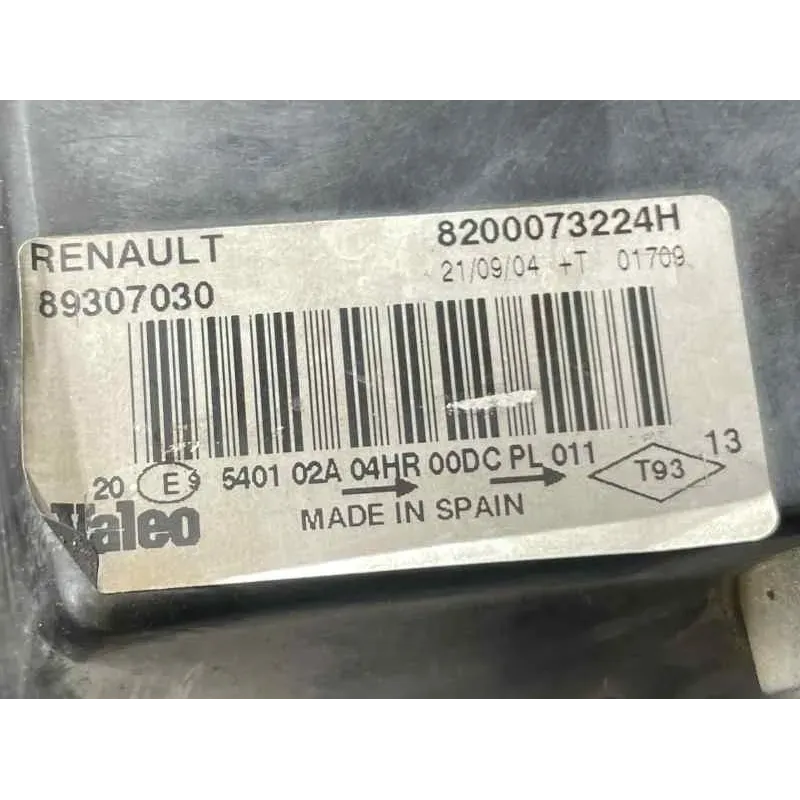 RENAULT 8200073224H
89307030 21/09/04 +T 01709
20 E9 5401 02A 04HR 00DC PL 011 T93 13
Valeo MADE IN SPAIN